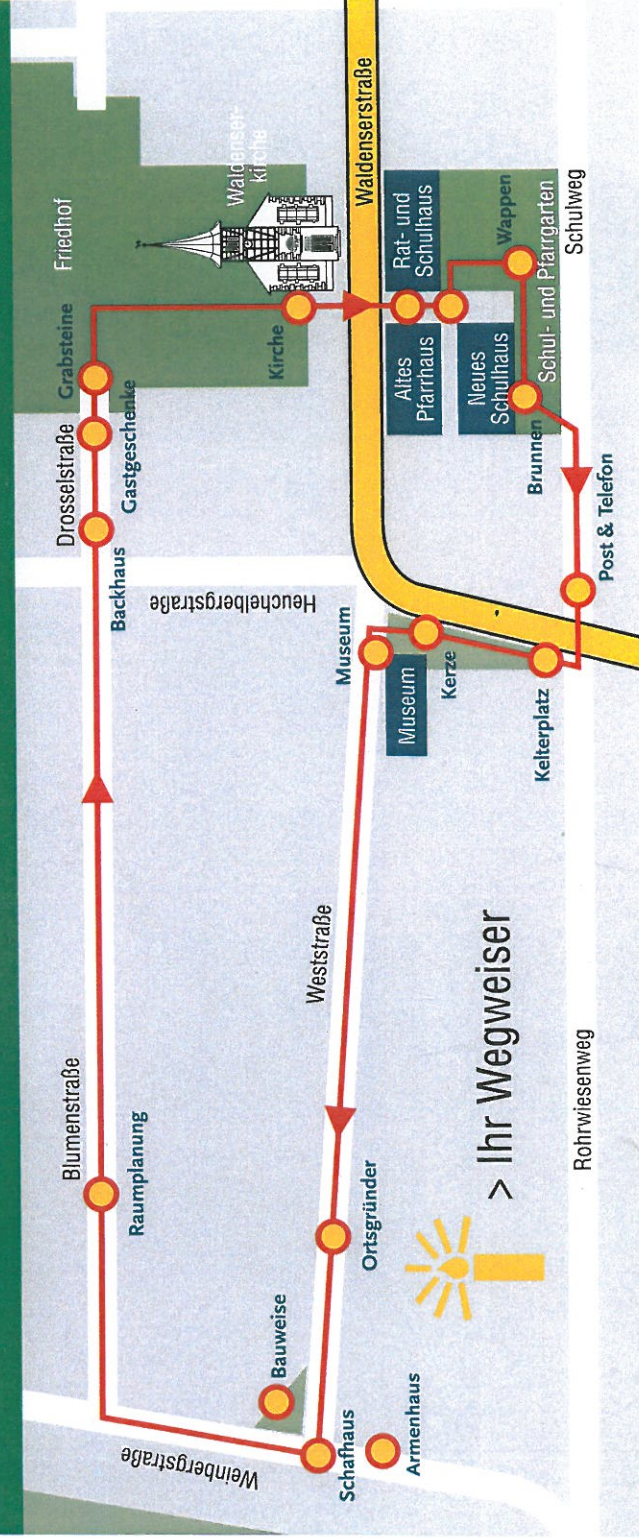 Friedhof
Grabsteine
Drosselstraße
Gastgeschenke
Backhaus
Blumenstraße
Raumplanung
Waldenser-
kirche
Kirche
Heuchelbergstraße
Weinbergstraße
Bauweise
Schafhaus
Armenhaus
Weststraße
Ortsgründer
Museum
Museum
Kerze
Kelterplatz
Waldenserstraße
Rat- und
Schulhaus
Altes
Pfarrhaus
Neues
Schulhaus
Wappen
Schul- und Pfarrgarten
Brunnen
Schulweg
Post & Telefon
> Ihr Wegweiser
Rohrwiesenweg